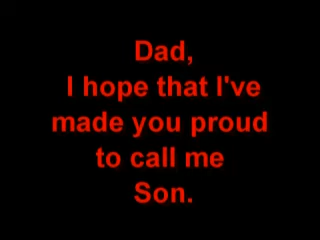 Dad,
I hope that I've
made you proud
to call me
Son.